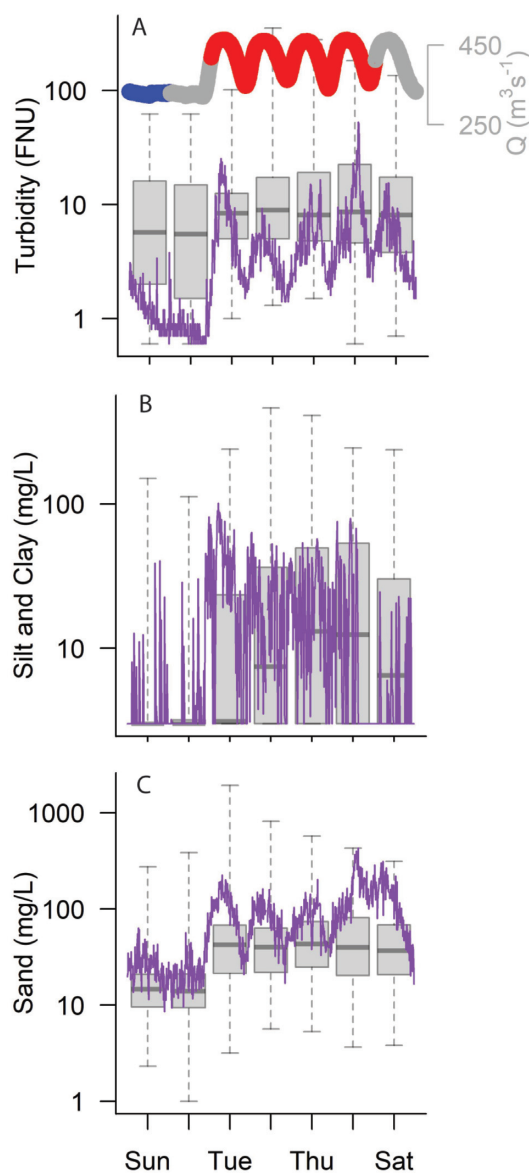 A
Turbidity (FNU)
100
10
1
450
250
Q (m³s⁻¹)
B
Silt and Clay (mg/L)
100
10
C
Sand (mg/L)
1000
100
10
1
Sun Tue Thu Sat